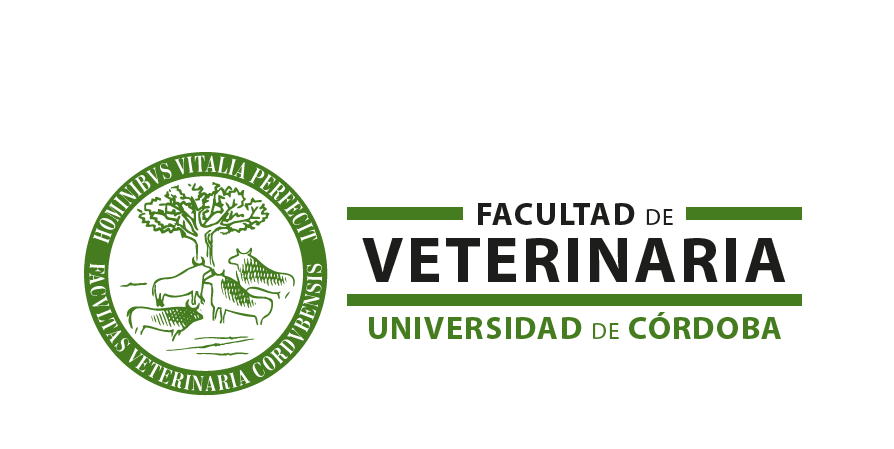 HOMINIBVS VITALIA PERFECIT
FACVLTAS VETERINARIA CORDVBENSIS
FACULTAD DE
VETERINARIA
UNIVERSIDAD DE CÓRDOBA